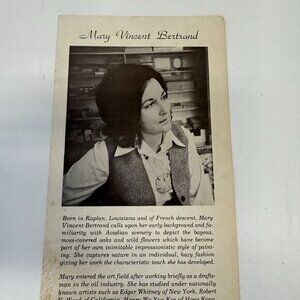 Mary Vincent Bertrand
Born in Kaplan, Louisiana and of French descent, Mary
Vincent Bertrand calls upon her early background and fa-
miliarity with Acadian scenery to depict the bayous,
moss-covered oaks and wild flowers which have become
part of her own inimitable impressionistic style of paint-
ing. She captures nature in an individual, hazy fashion
giving her work the characteristic touch she has developed.
Mary entered the art field after working briefly as a drafts-
man in the oil industry. She has studied under nationally
known artists such as Edgar Whitney of New York, Robert
Wood of California,